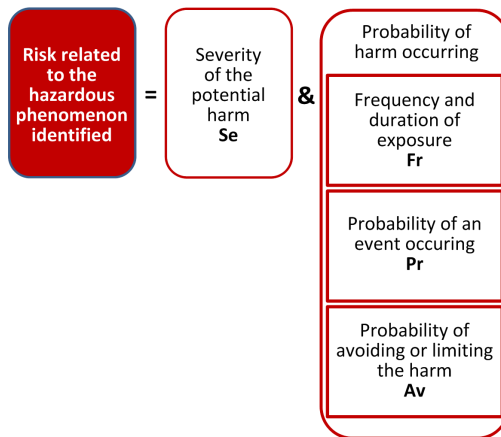 Risk related
to the
hazardous
phenomenon
identified
=
Severity
of the
potential
harm
Se
&
Probability of
harm occurring
Frequency and
duration of
exposure
Fr
Probability of an
event occuring
Pr
Probability of
avoiding or limiting
the harm
Av